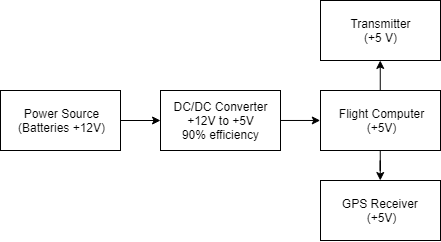 Transmitter
(+5 V)
Power Source
(Batteries +12V)
DC/DC Converter
+12V to +5V
90% efficiency
Flight Computer
(+5V)
GPS Receiver
(+5V)